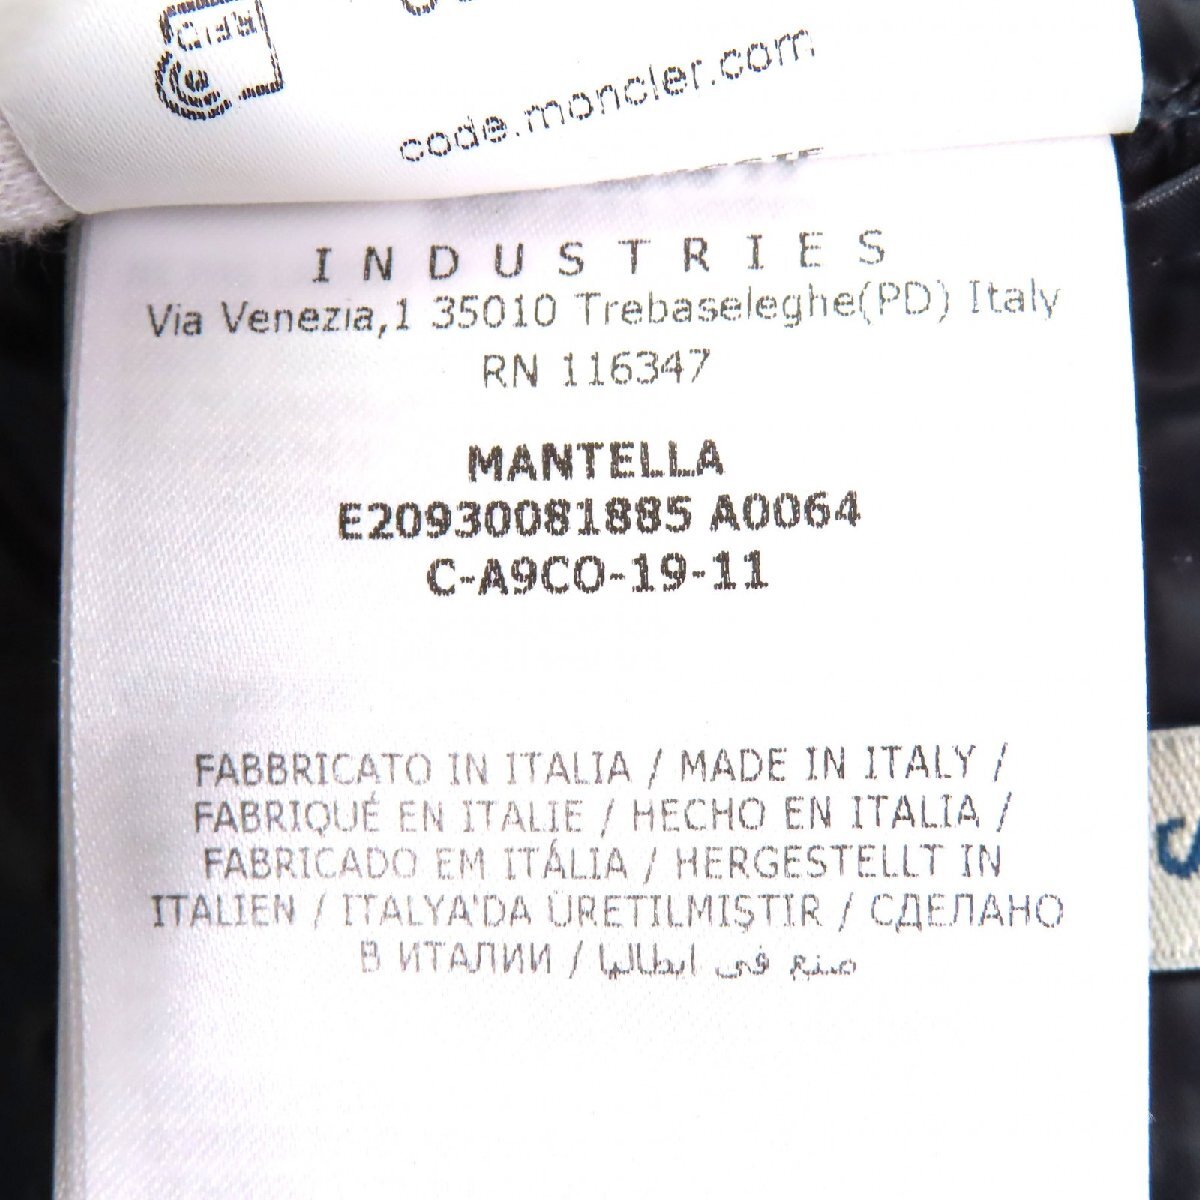 RFID
code.moncler.com
INDUSTRIES
Via Venezia,1 35010 Trebaseleghe(PD) Italy
RN 116347
MANTELLA
E20930081885 A0064
C-A9CO-19-11
FABBRICATO IN ITALIA / MADE IN ITALY /
FABRIQUÉ EN ITALIE / HECHO EN ITALIA /
FABRICADO EM ITÁLIA / HERGESTELLT IN
ITALIEN / ITALYA'DA ÜRETILMIŞTIR / СДЕЛАНО
В ИТАЛИИ / صنع في ايطاليا